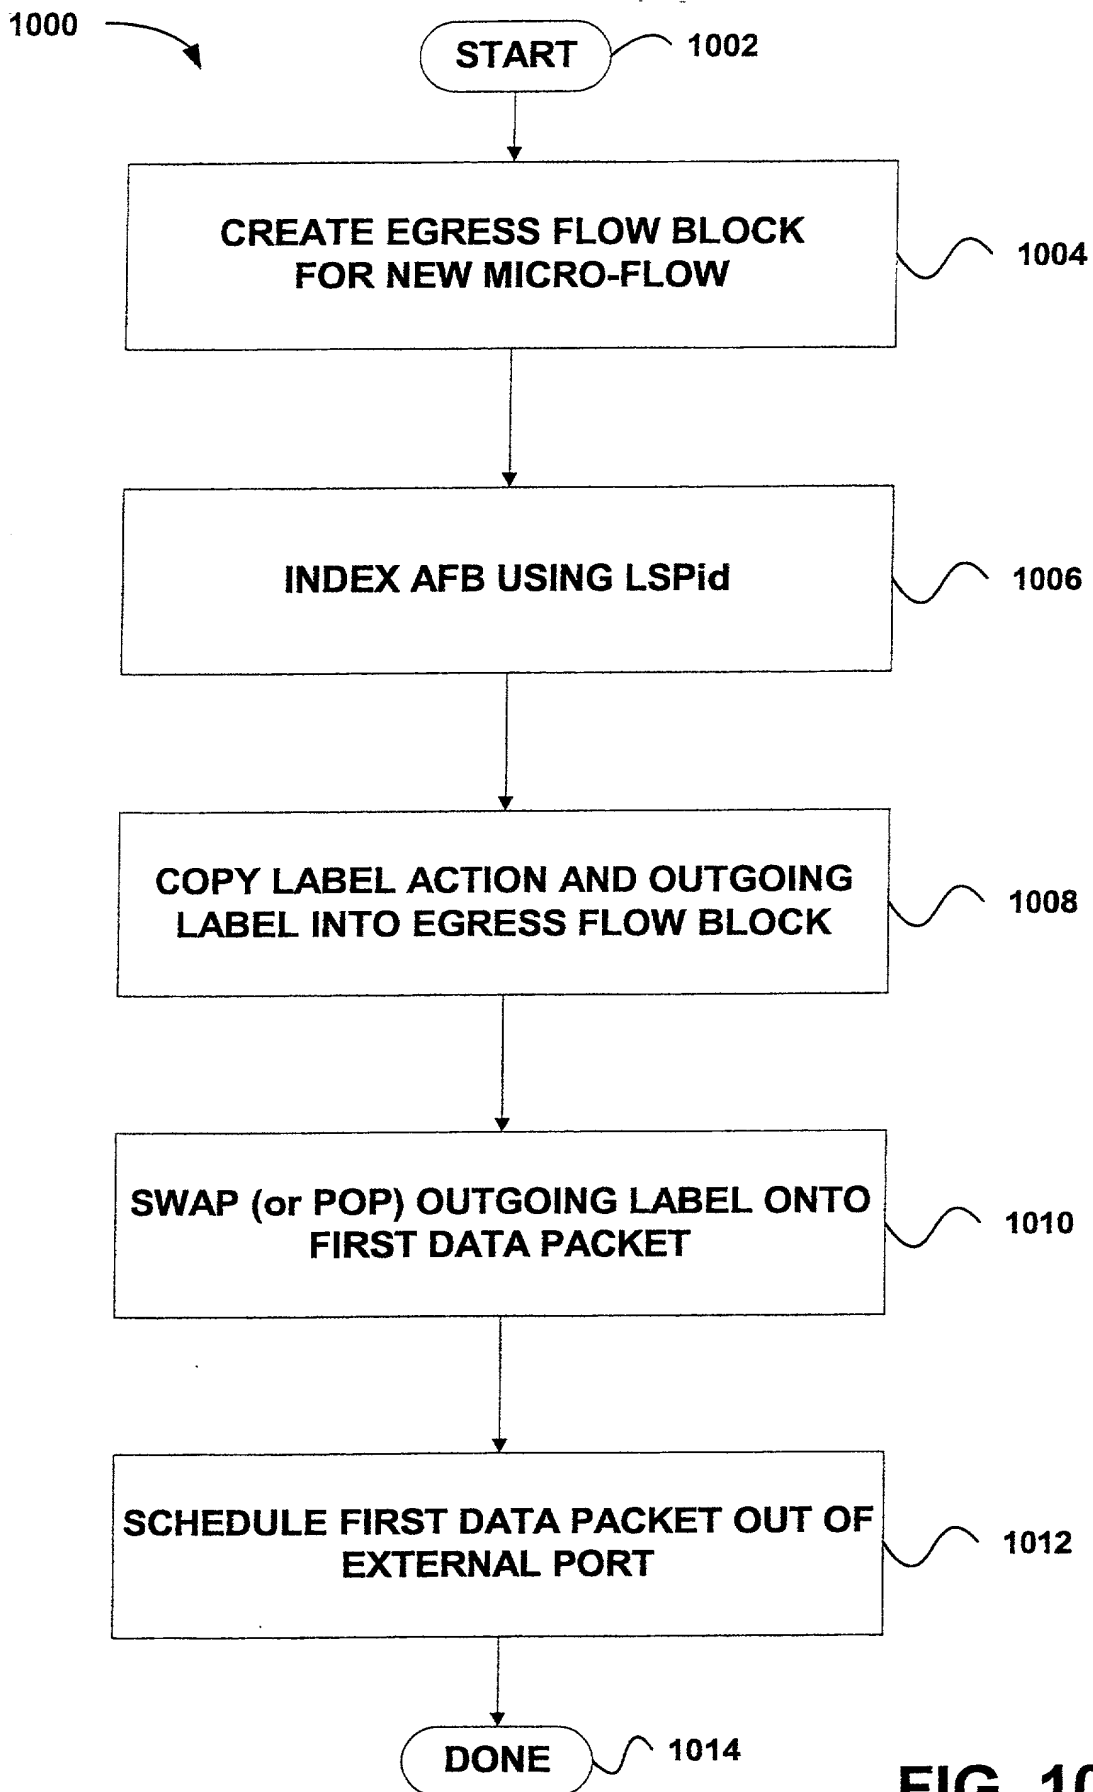 1000
START
1002
CREATE EGRESS FLOW BLOCK
FOR NEW MICRO-FLOW
1004
INDEX AFB USING LSPid
1006
COPY LABEL ACTION AND OUTGOING
LABEL INTO EGRESS FLOW BLOCK
1008
SWAP (or POP) OUTGOING LABEL ONTO
FIRST DATA PACKET
1010
SCHEDULE FIRST DATA PACKET OUT OF
EXTERNAL PORT
1012
DONE
1014
FIG. 10